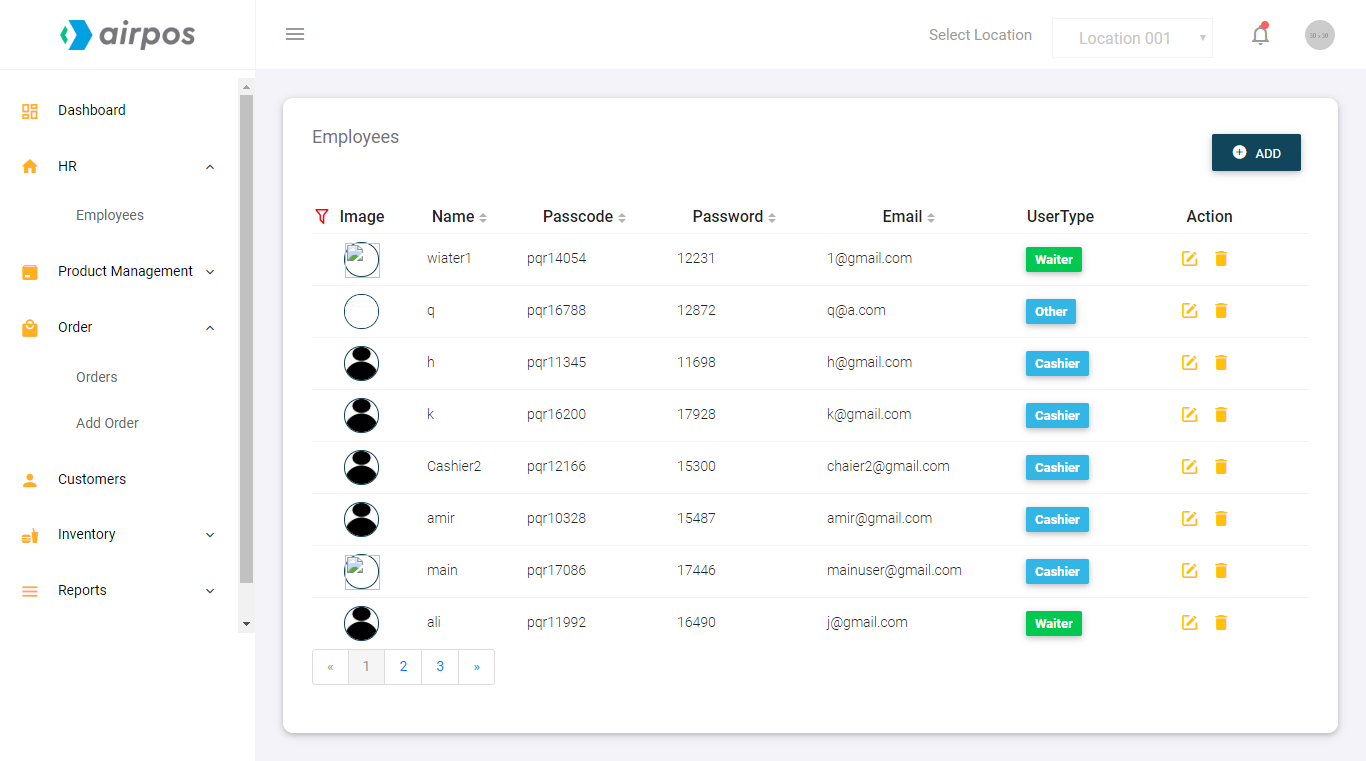 airpos
Select Location Location 001
Dashboard
HR
Employees
Product Management
Order
Orders
Add Order
Customers
Inventory
Reports
Employees
ADD
Image Name Passcode Password Email UserType Action
wiater1 pqr14054 12231 1@gmail.com Waiter
q pqr16788 12872 q@a.com Other
h pqr11345 11698 h@gmail.com Cashier
k pqr16200 17928 k@gmail.com Cashier
Cashier2 pqr12166 15300 chaier2@gmail.com Cashier
amir pqr10328 15487 amir@gmail.com Cashier
main pqr17086 17446 mainuser@gmail.com Cashier
ali pqr11992 16490 j@gmail.com Waiter
« 1 2 3 »